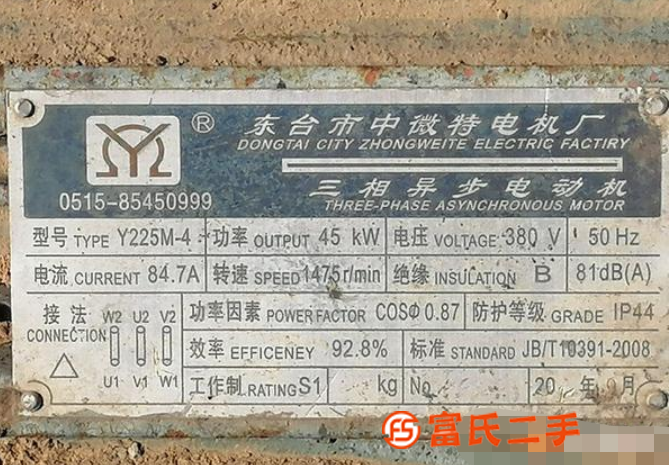 ® 东台市中微特电机厂
DONGTAI CITY ZHONGWEITE ELECTRIC FACTIRY
0515-85450999
三相异步电动机
THREE-PHASE ASYNCHRONOUS MOTOR
型号 TYPE Y225M-4 功率 OUTPUT 45 kW 电压 VOLTAGE 380 V 50 Hz
电流 CURRENT 84.7A 转速 SPEED 1475r/min 绝缘 INSULATION B 81dB(A)
接法 CONNECTION △ W2 U2 V2 U1 V1 W1
功率因素 POWER FACTOR COSΦ 0.87 防护等级 GRADE IP44
效率 EFFICENEY 92.8% 标准 STANDARD JB/T10391-2008
工作制 RATING S1 kg No 20 年 月
富氏二手